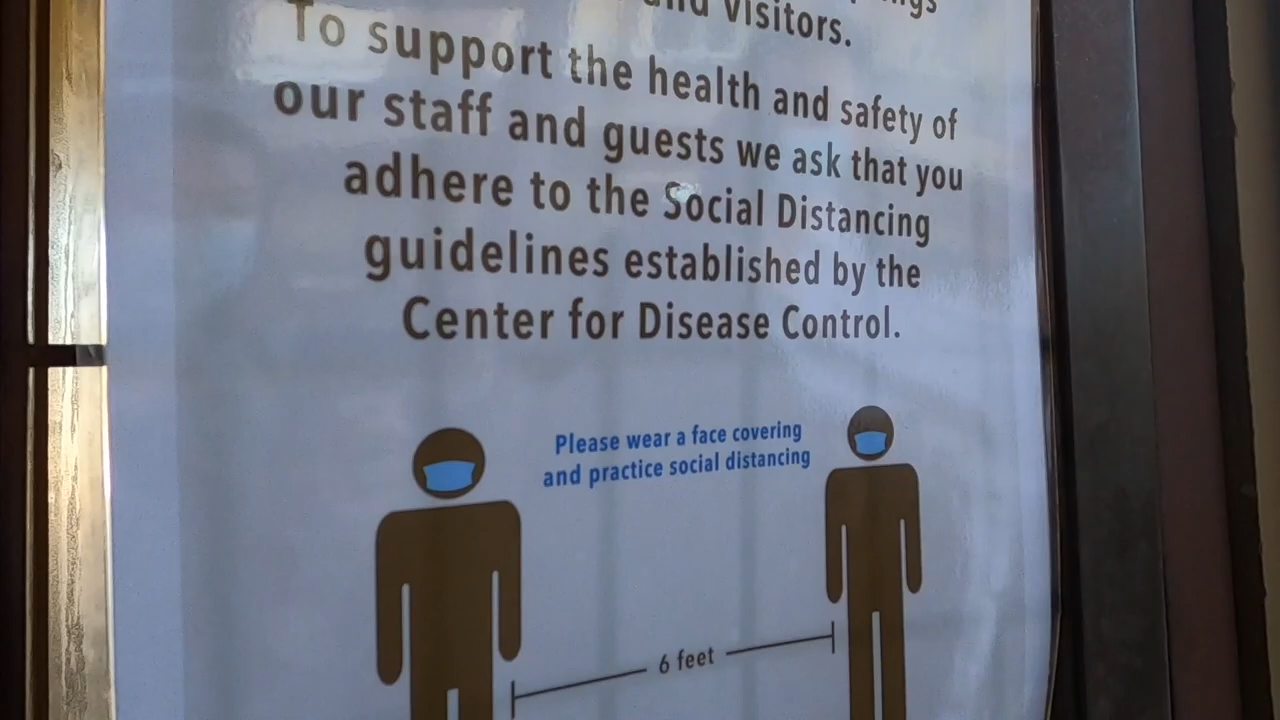 and Visitors.
To support the health and safety of
our staff and guests we ask that you
adhere to the Social Distancing
guidelines established by the
Center for Disease Control.
Please wear a face covering
and practice social distancing
6 feet